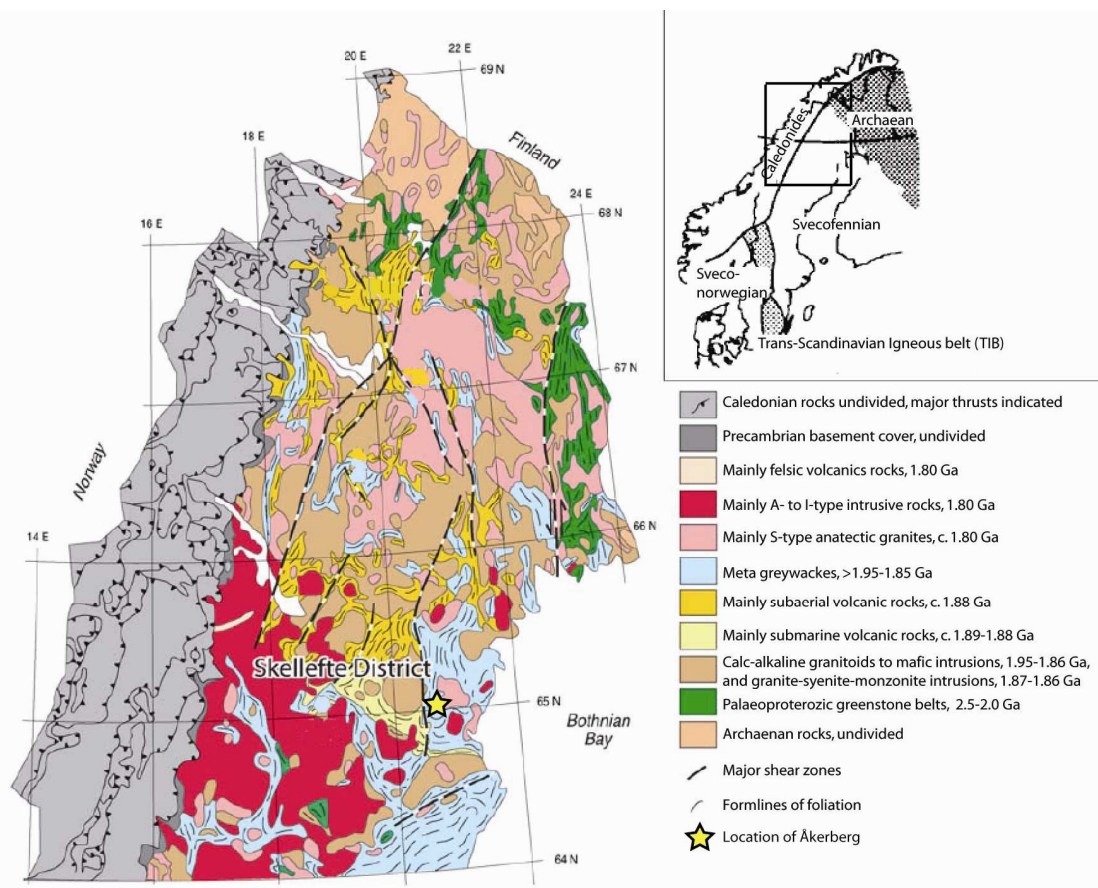 20 E
22 E
69 N
18 E
Finland
24 E
68 N
16 E
67 N
Norway
66 N
14 E
Skellefte District
65 N
Bothnian
Bay
64 N
Caledonides
Archaean
Svecofennian
Sveco-
norwegian
Trans-Scandinavian Igneous belt (TIB)
Caledonian rocks undivided, major thrusts indicated
Precambrian basement cover, undivided
Mainly felsic volcanics rocks, 1.80 Ga
Mainly A- to I-type intrusive rocks, 1.80 Ga
Mainly S-type anatectic granites, c. 1.80 Ga
Meta greywackes, >1.95-1.85 Ga
Mainly subaerial volcanic rocks, c. 1.88 Ga
Mainly submarine volcanic rocks, c. 1.89-1.88 Ga
Calc-alkaline granitoids to mafic intrusions, 1.95-1.86 Ga,
and granite-syenite-monzonite intrusions, 1.87-1.86 Ga
Palaeoproterozic greenstone belts, 2.5-2.0 Ga
Archaenan rocks, undivided
Major shear zones
Formlines of foliation
Location of Åkerberg